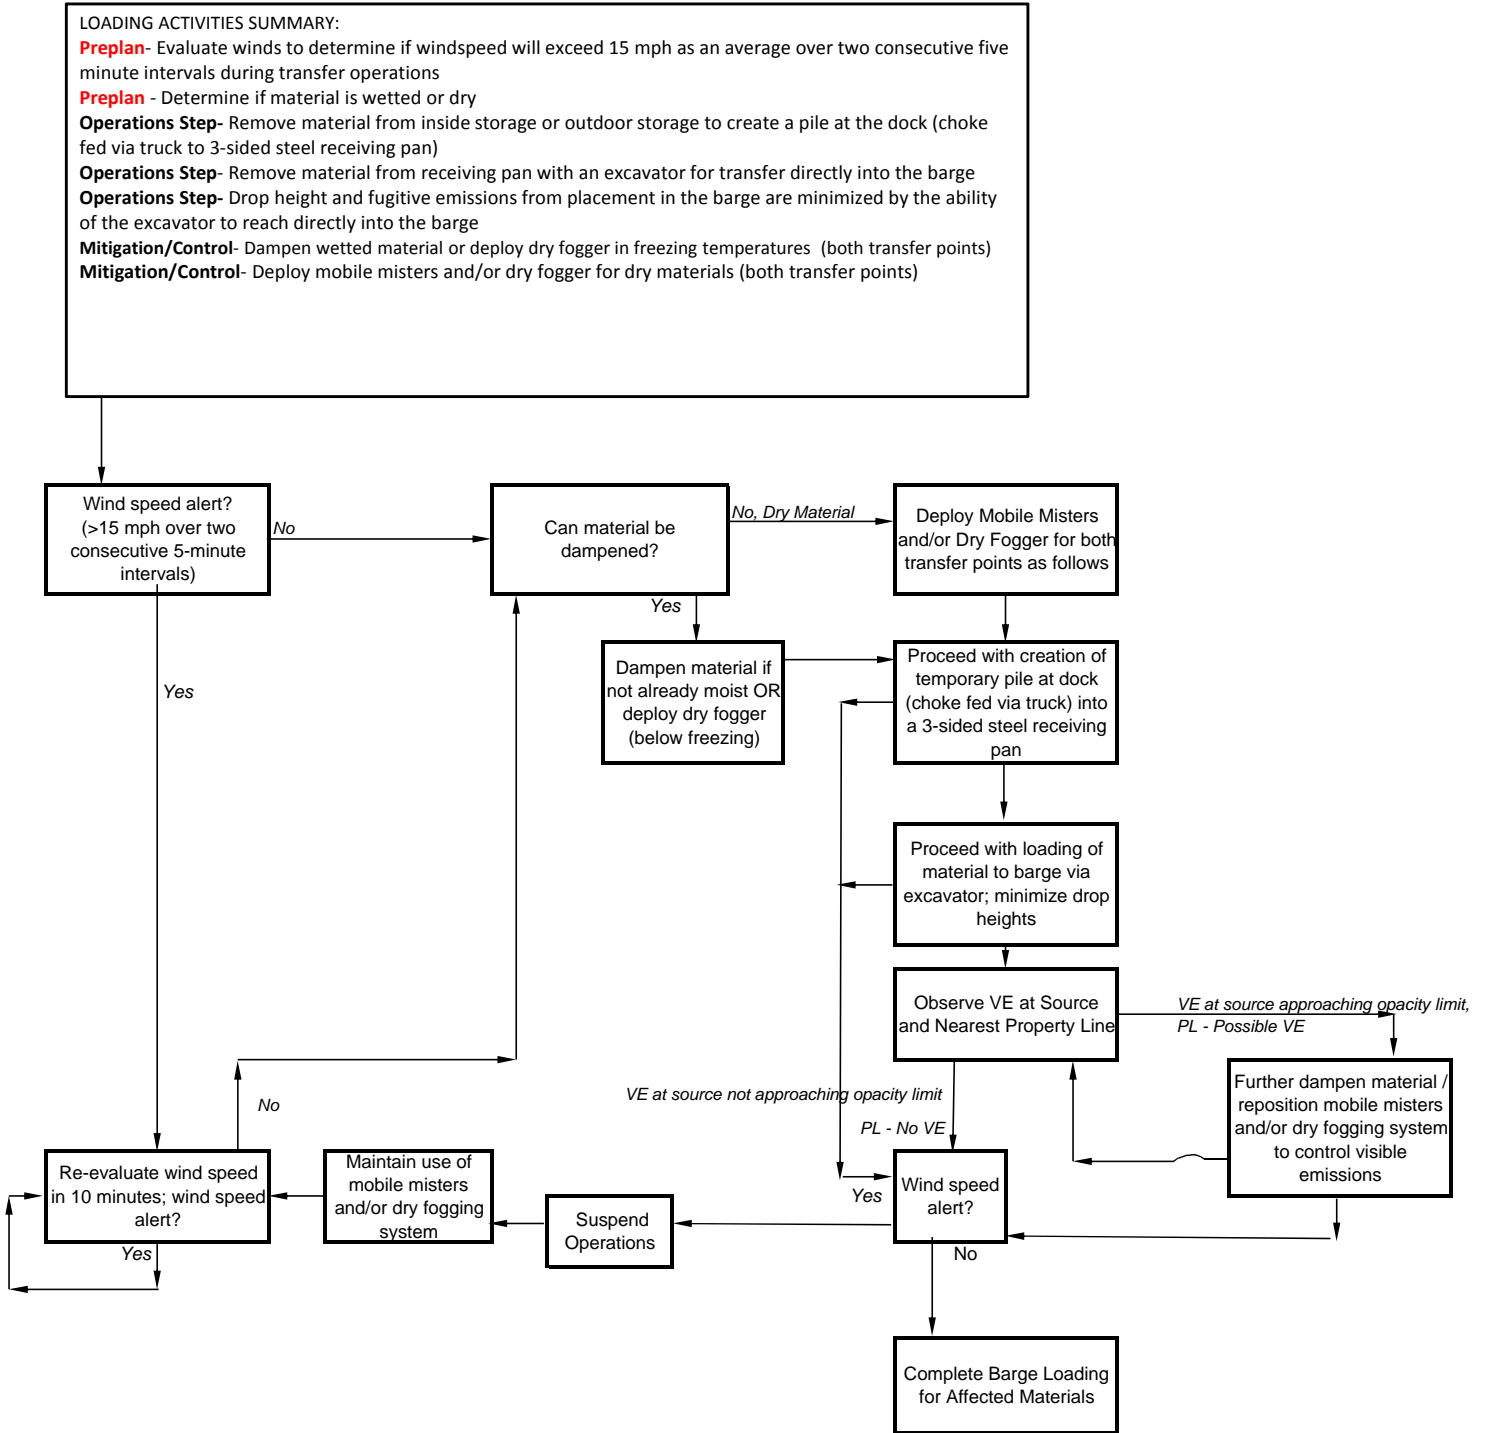 LOADING ACTIVITIES SUMMARY:
Preplan- Evaluate winds to determine if windspeed will exceed 15 mph as an average over two consecutive five
minute intervals during transfer operations
Preplan - Determine if material is wetted or dry
Operations Step- Remove material from inside storage or outdoor storage to create a pile at the dock (choke
fed via truck to 3-sided steel receiving pan)
Operations Step- Remove material from receiving pan with an excavator for transfer directly into the barge
Operations Step- Drop height and fugitive emissions from placement in the barge are minimized by the ability
of the excavator to reach directly into the barge
Mitigation/Control- Dampen wetted material or deploy dry fogger in freezing temperatures (both transfer points)
Mitigation/Control- Deploy mobile misters and/or dry fogger for dry materials (both transfer points)
Wind speed alert?
(>15 mph over two
consecutive 5-minute
intervals)
No
Can material be
dampened?
No, Dry Material
Deploy Mobile Misters
and/or Dry Fogger for both
transfer points as follows
Yes
Dampen material if
not already moist OR
deploy dry fogger
(below freezing)
Proceed with creation of
temporary pile at dock
(choke fed via truck) into
a 3-sided steel receiving
pan
Yes
Proceed with loading of
material to barge via
excavator; minimize drop
heights
Observe VE at Source
and Nearest Property Line
VE at source approaching opacity limit,
PL - Possible VE
Further dampen material /
reposition mobile misters
and/or dry fogging system
to control visible
emissions
VE at source not approaching opacity limit
PL - No VE
No
Re-evaluate wind speed
in 10 minutes; wind speed
alert?
Yes
Maintain use of
mobile misters
and/or dry fogging
system
Suspend
Operations
Yes
Wind speed
alert?
No
Complete Barge Loading
for Affected Materials